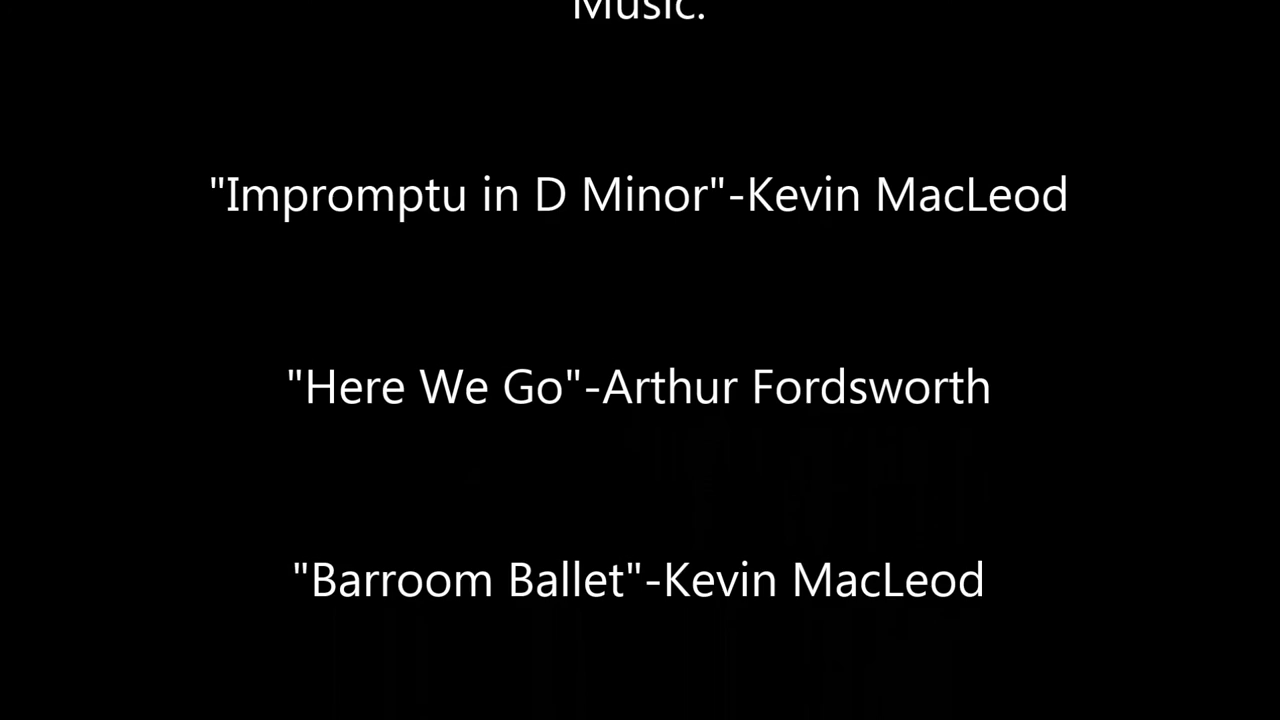 Music.
"Impromptu in D Minor"-Kevin MacLeod
"Here We Go"-Arthur Fordsworth
"Barroom Ballet"-Kevin MacLeod